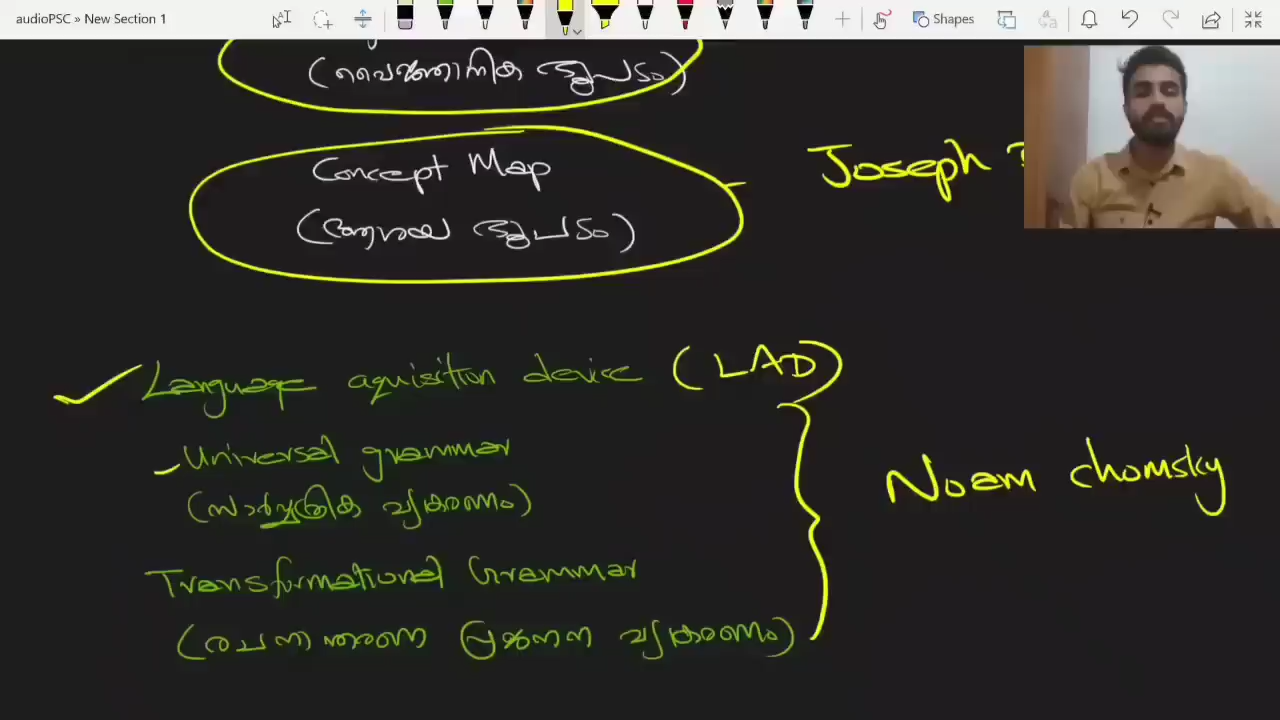 audioPSC » New Section 1
Shapes
(വൈജ്ഞാനിക ഭൂപടം)
Concept Map
(ആശയ ഭൂപടം)
Joseph
Language aquisition device (LAD)
Universal grammar
(സാർവ്വത്രിക വ്യാകരണം)
Noam chomsky
Transformational Grammar
(രചനാന്തരണ പ്രജനന വ്യാകരണം)